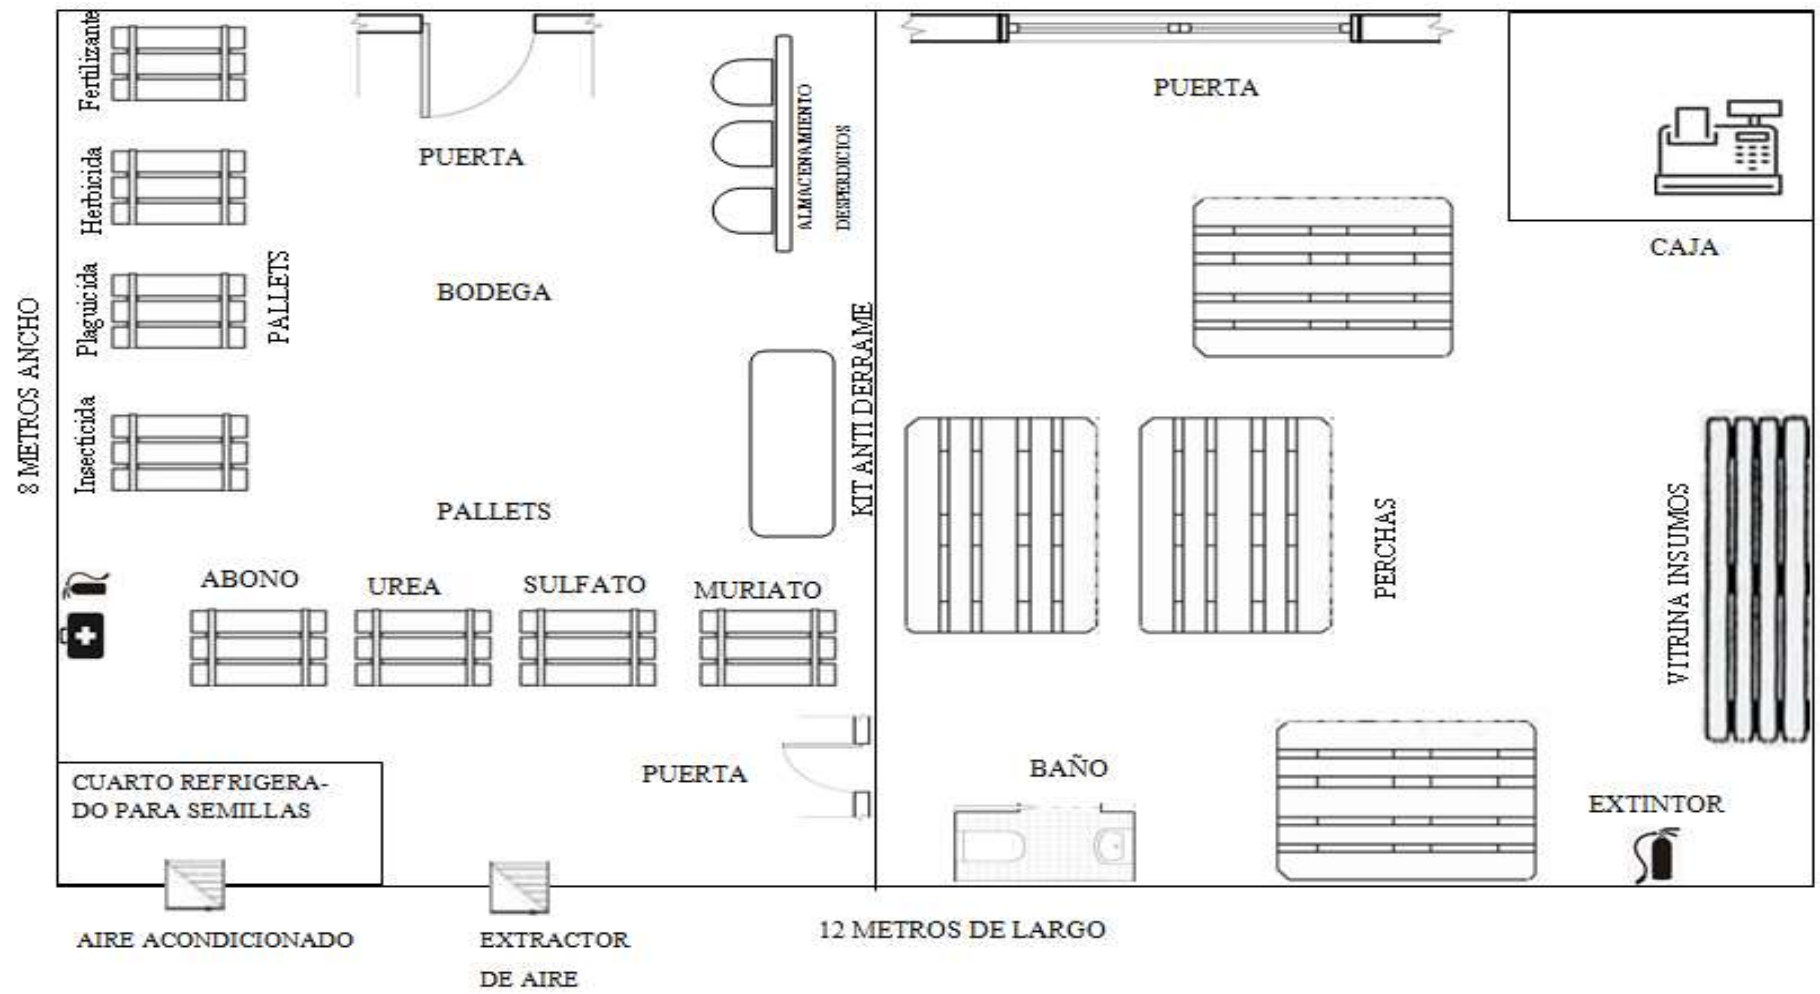 Fertilizante
Herbicida
Plaguicida
Insecticida
PALLETS
8 METROS ANCHO
PUERTA
BODEGA
PALLETS
ALMACENAMIENTO
DESPERDICIOS
KIT ANTI DERRAME
ABONO
UREA
SULFATO
MURIATO
PUERTA
CUARTO REFRIGERA-
DO PARA SEMILLAS
AIRE ACONDICIONADO
EXTRACTOR
DE AIRE
PUERTA
CAJA
PERCHAS
VITRINA INSUMOS
BAÑO
EXTINTOR
12 METROS DE LARGO